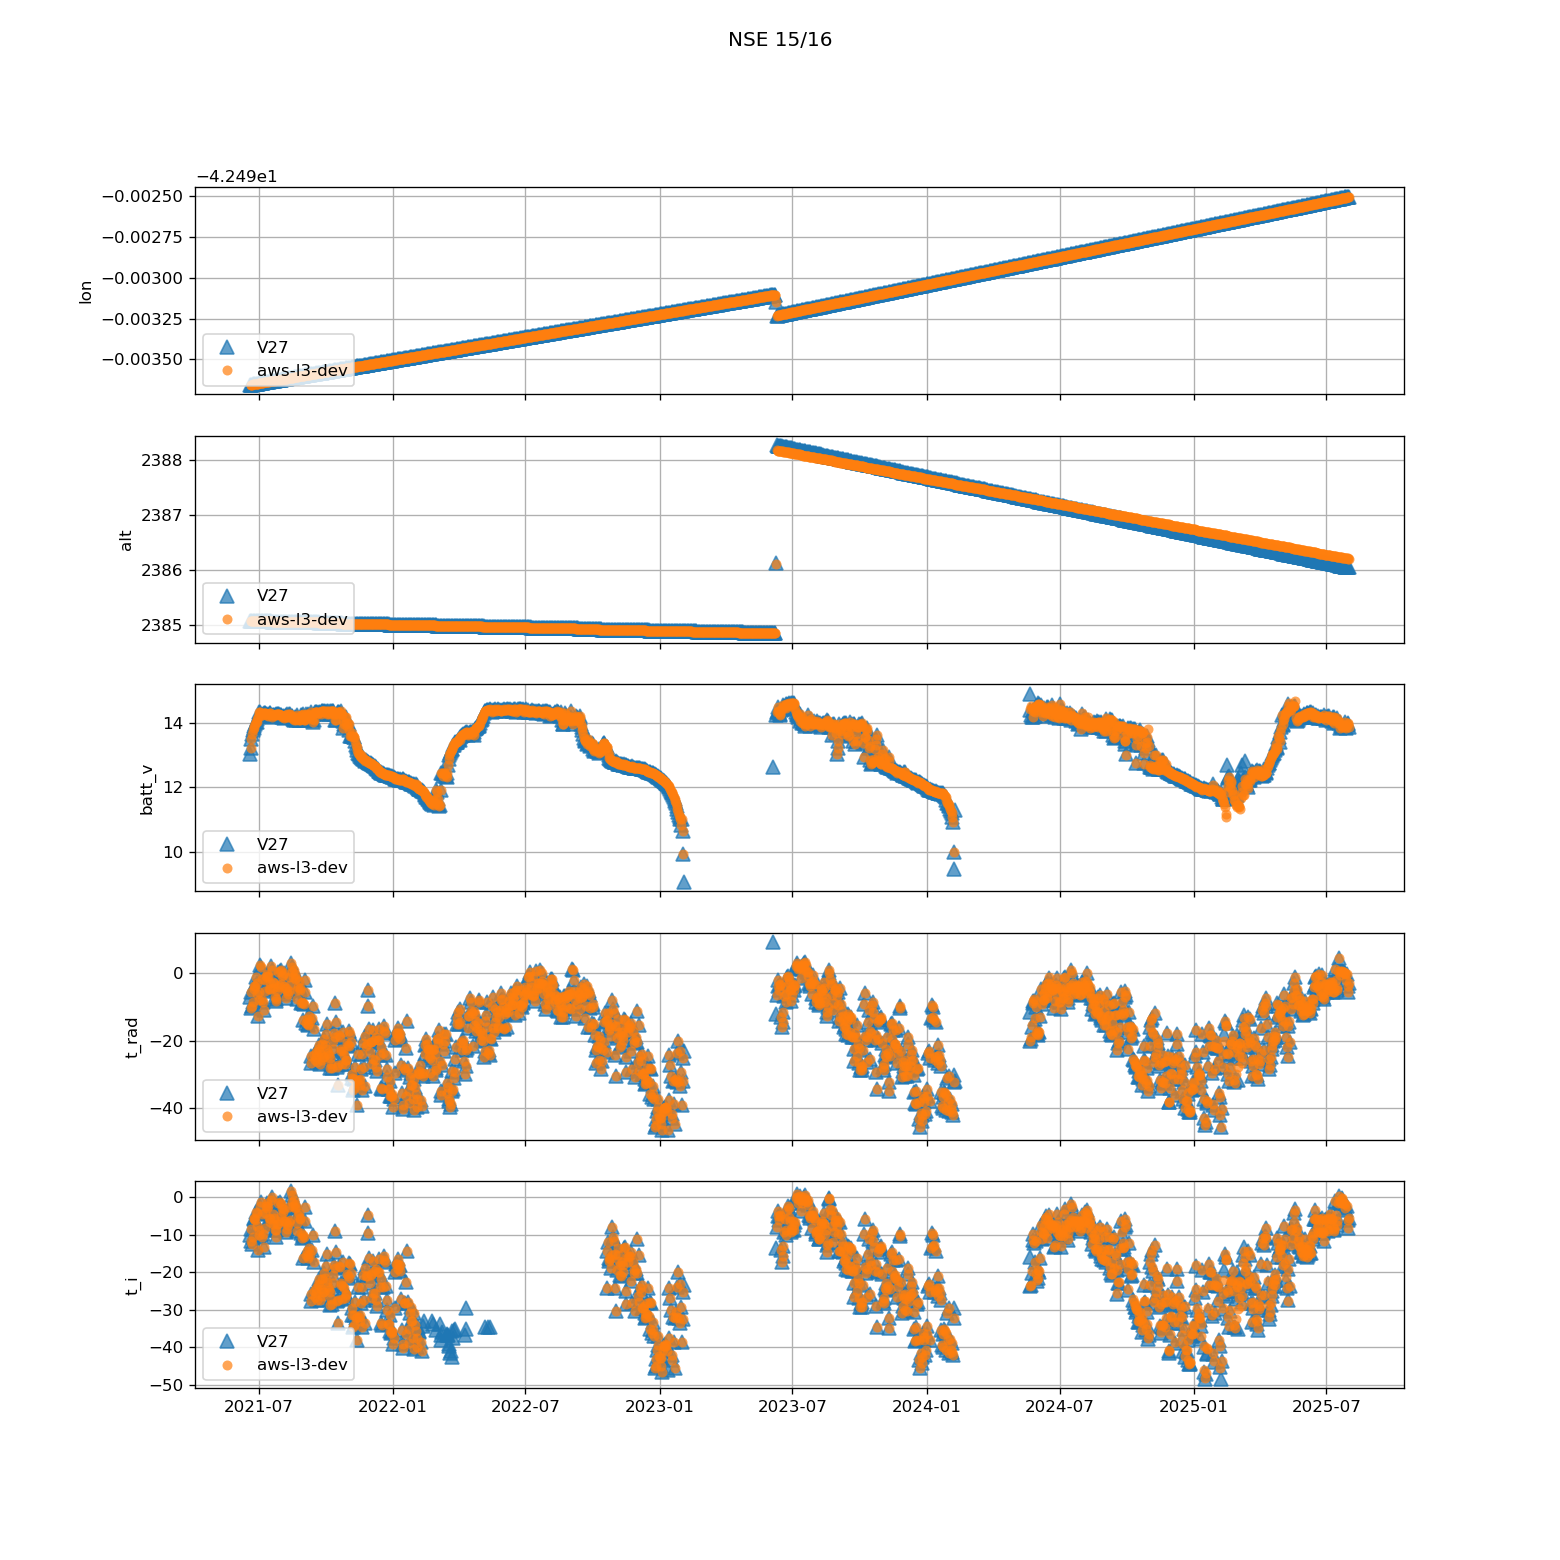 NSE 15/16
−4.249e1
−0.00250
−0.00275
−0.00300
−0.00325
−0.00350
lon
V27
aws-l3-dev
2388
2387
2386
2385
alt
V27
aws-l3-dev
14
12
10
batt_v
V27
aws-l3-dev
0
−20
−40
t_rad
V27
aws-l3-dev
0
−10
−20
−30
−40
−50
t_i
V27
aws-l3-dev
2021-07 2022-01 2022-07 2023-01 2023-07 2024-01 2024-07 2025-01 2025-07